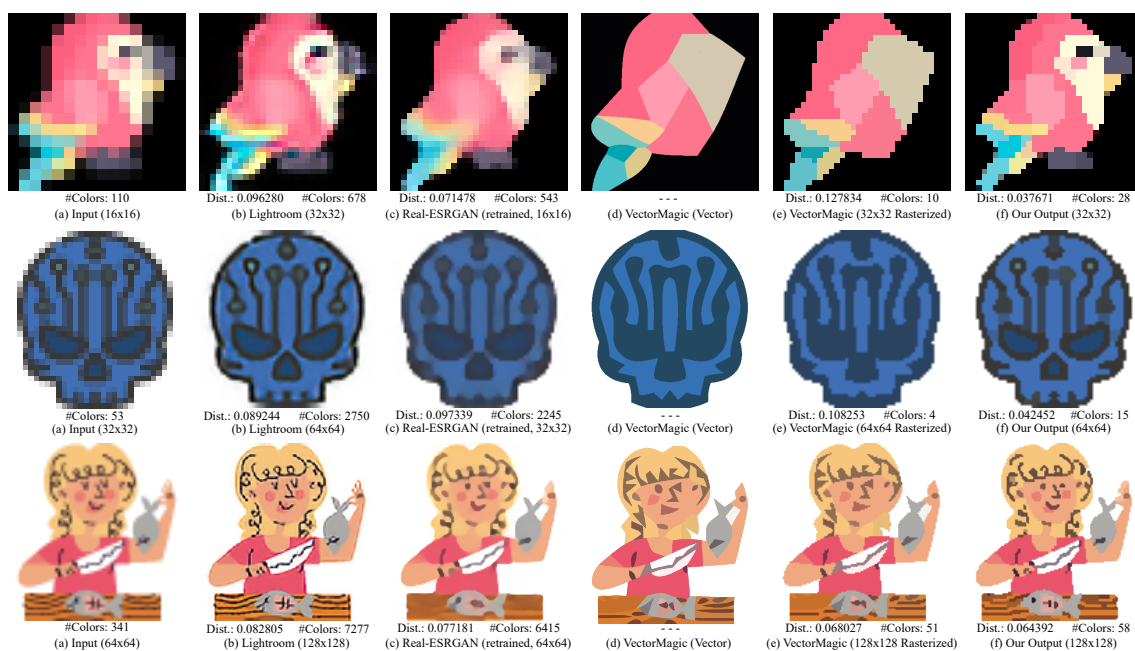 #Colors: 110
Dist.: 0.096280 #Colors: 678
Dist.: 0.071478 #Colors: 543
---
Dist.: 0.127834 #Colors: 10
Dist.: 0.037671 #Colors: 28
(a) Input (16x16)
(b) Lightroom (32x32)
(c) Real-ESRGAN (retrained, 16x16)
(d) VectorMagic (Vector)
(e) VectorMagic (32x32 Rasterized)
(f) Our Output (32x32)
#Colors: 53
Dist.: 0.089244 #Colors: 2750
Dist.: 0.097339 #Colors: 2245
---
Dist.: 0.108253 #Colors: 4
Dist.: 0.042452 #Colors: 15
(a) Input (32x32)
(b) Lightroom (64x64)
(c) Real-ESRGAN (retrained, 32x32)
(d) VectorMagic (Vector)
(e) VectorMagic (64x64 Rasterized)
(f) Our Output (64x64)
#Colors: 341
Dist.: 0.082805 #Colors: 7277
Dist.: 0.077181 #Colors: 6415
---
Dist.: 0.068027 #Colors: 51
Dist.: 0.064392 #Colors: 58
(a) Input (64x64)
(b) Lightroom (128x128)
(c) Real-ESRGAN (retrained, 64x64)
(d) VectorMagic (Vector)
(e) VectorMagic (128x128 Rasterized)
(f) Our Output (128x128)